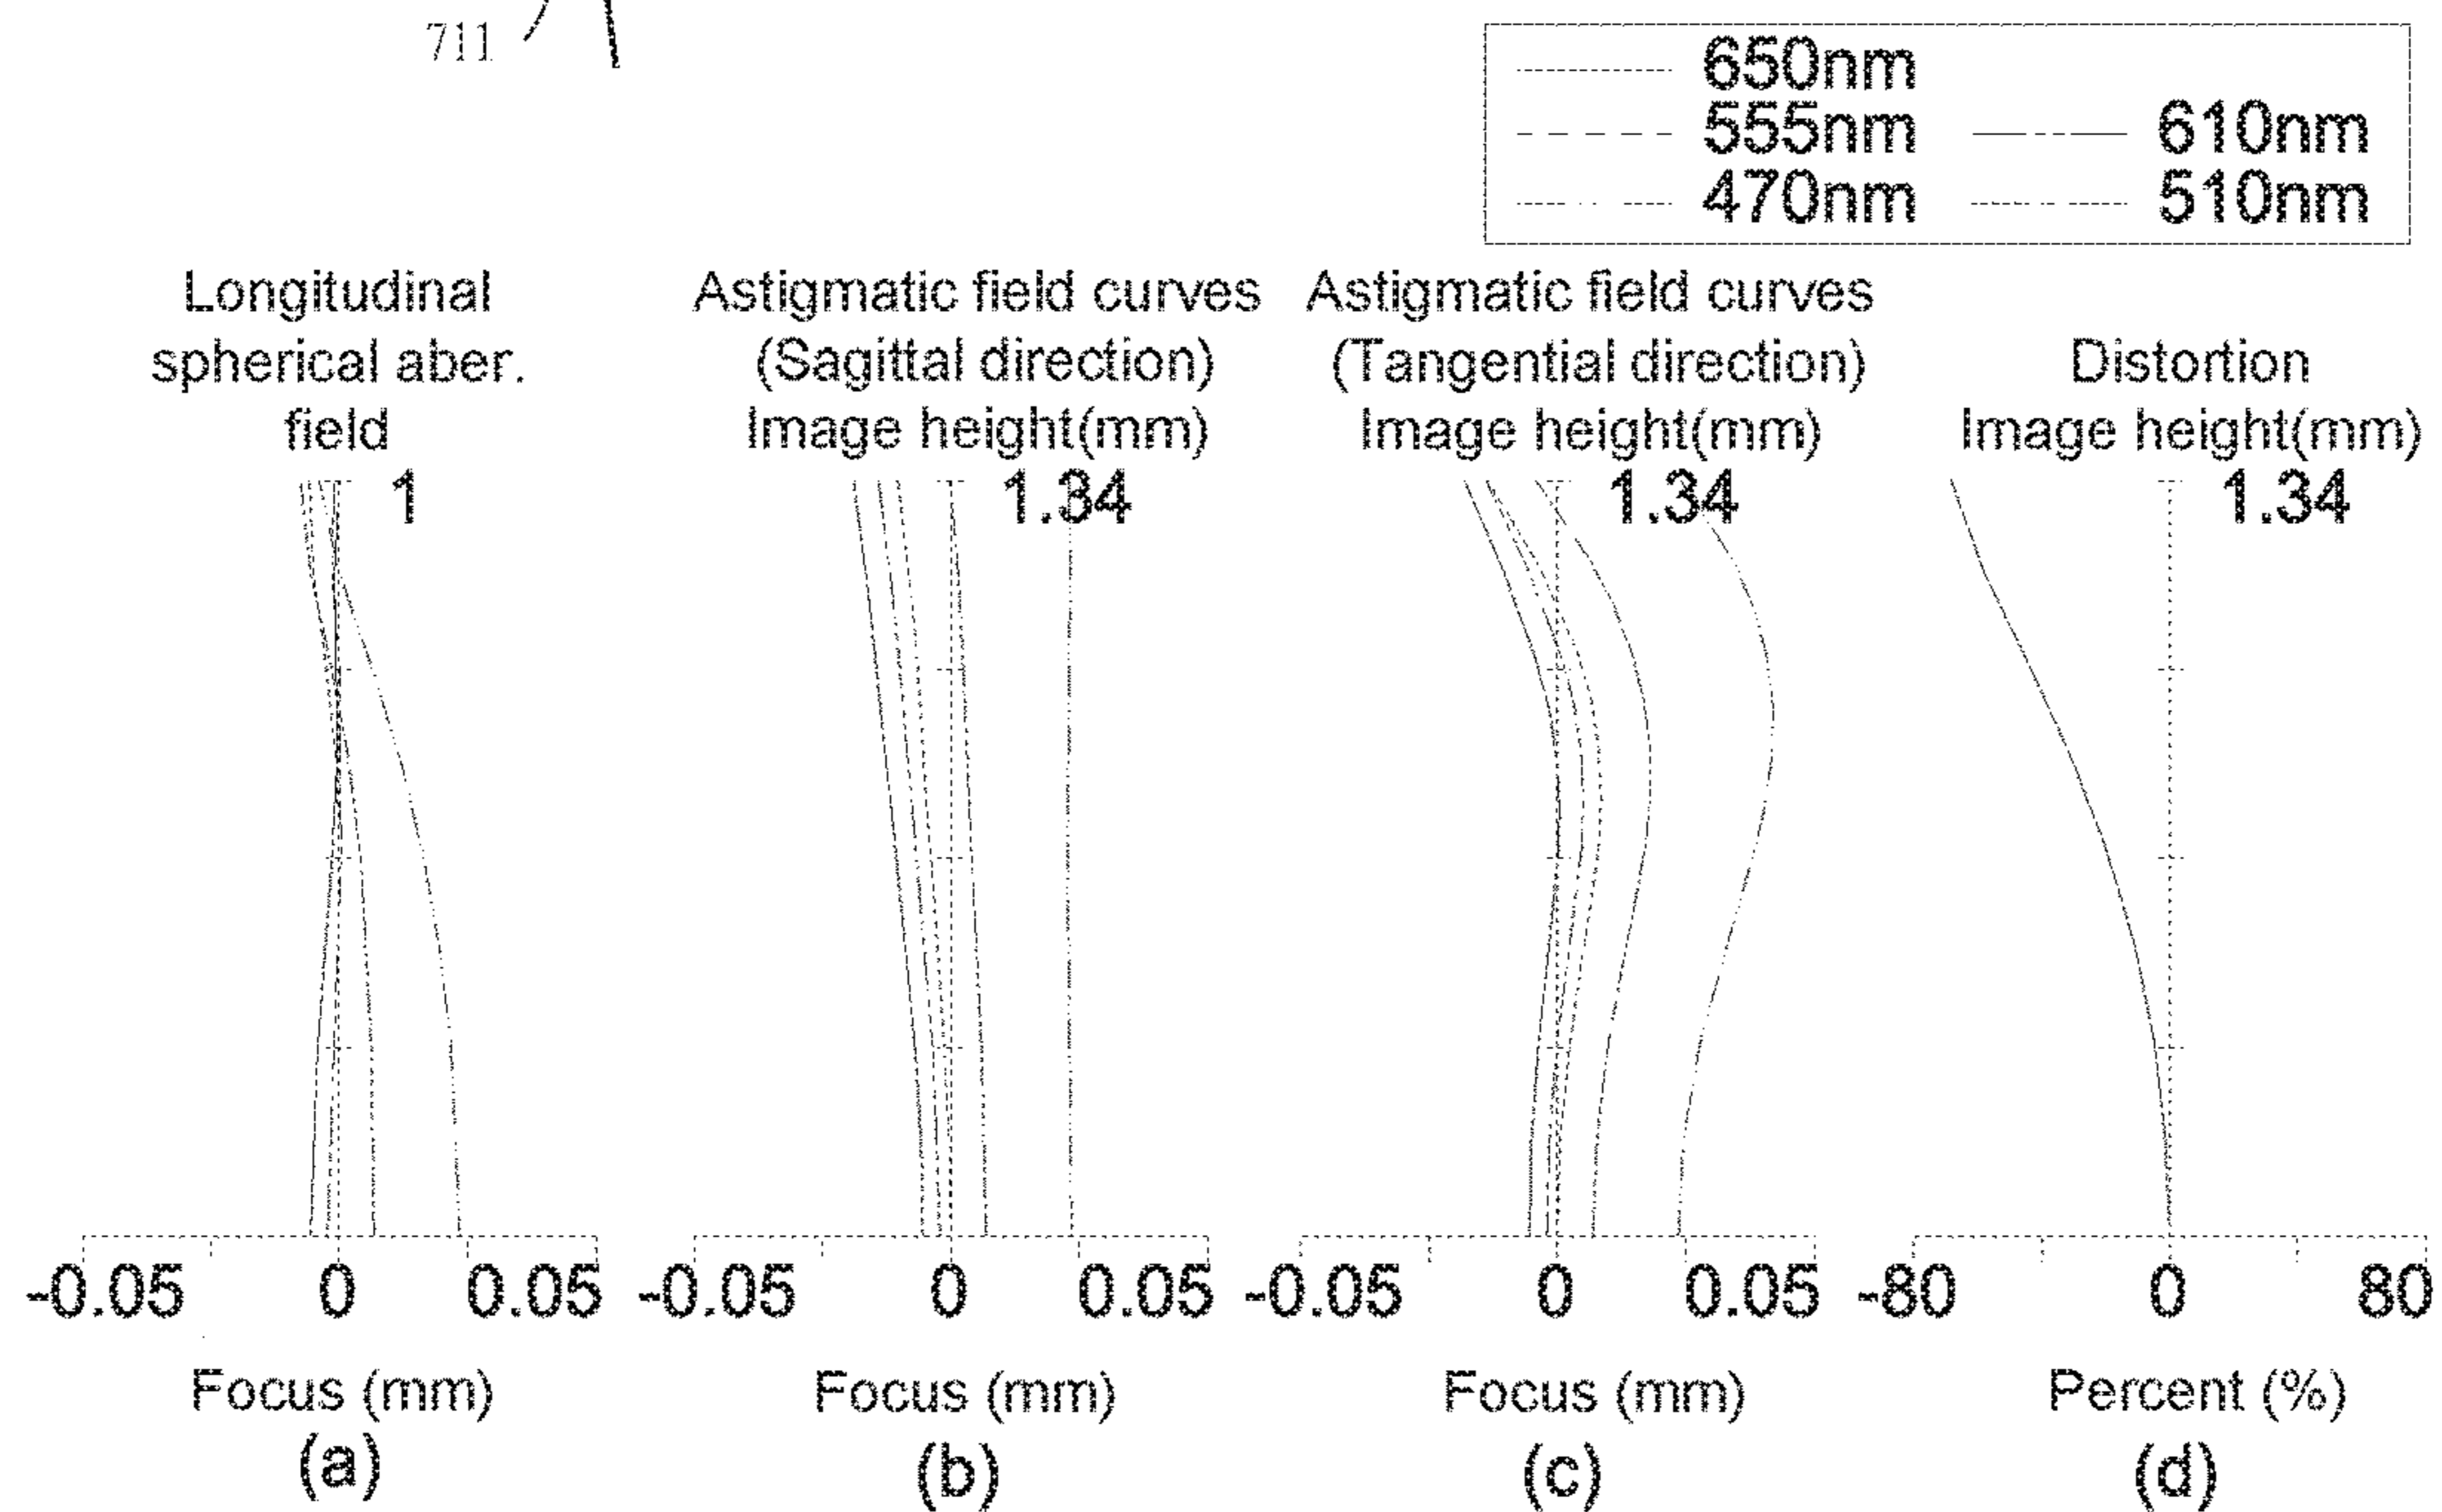 711
650nm
555nm 610nm
470nm 510nm
Longitudinal
spherical aber.
field
1
Astigmatic field curves
(Sagittal direction)
Image height(mm)
1.34
Astigmatic field curves
(Tangential direction)
Image height(mm)
1.34
Distortion
Image height(mm)
1.34
-0.05 0 0.05
Focus (mm)
(a)
-0.05 0 0.05
Focus (mm)
(b)
-0.05 0 0.05
Focus (mm)
(c)
-80 0 80
Percent (%)
(d)